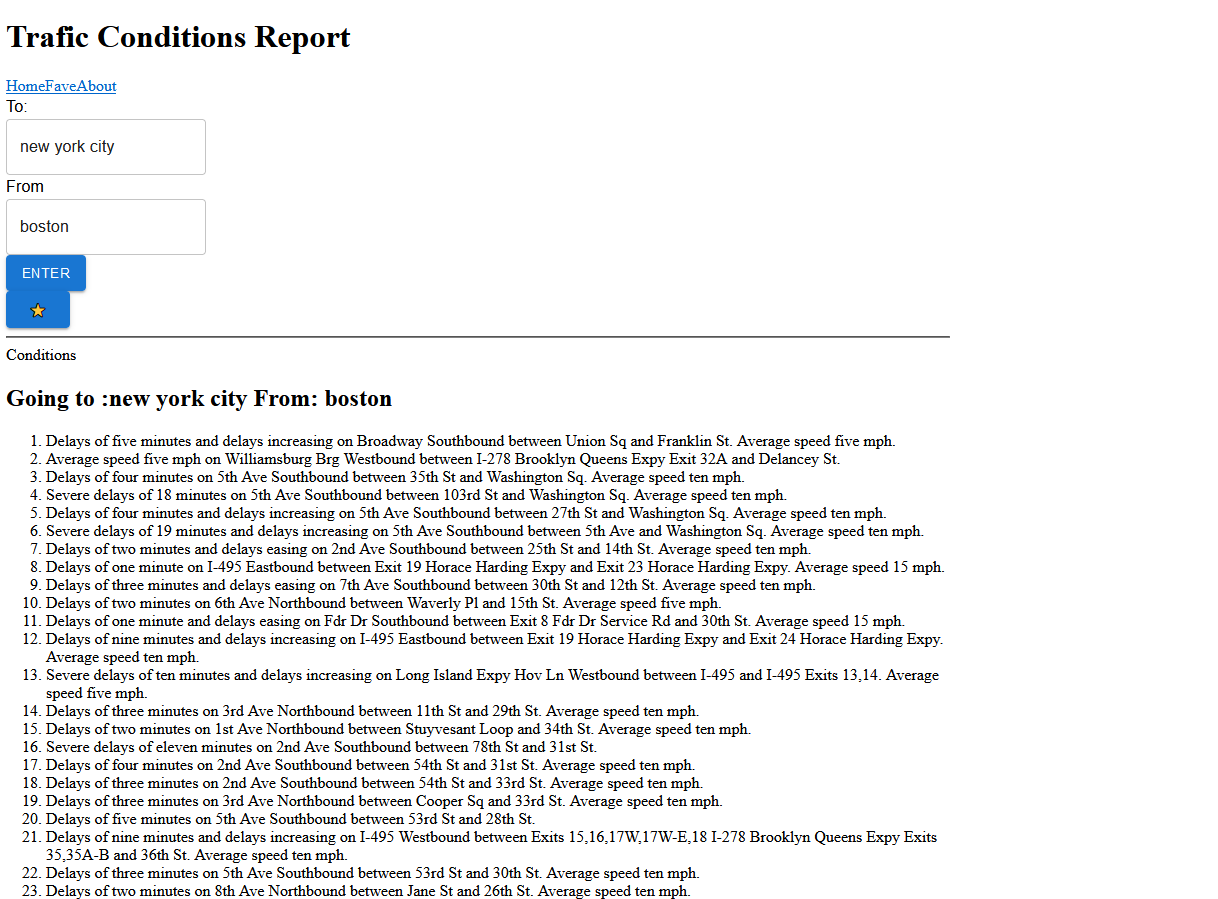 Trafic Conditions Report
HomeFaveAbout
To:
new york city
From
boston
ENTER
Conditions
Going to :new york city From: boston
1. Delays of five minutes and delays increasing on Broadway Southbound between Union Sq and Franklin St. Average speed five mph.
2. Average speed five mph on Williamsburg Brg Westbound between I-278 Brooklyn Queens Expy Exit 32A and Delancey St.
3. Delays of four minutes on 5th Ave Southbound between 35th St and Washington Sq. Average speed ten mph.
4. Severe delays of 18 minutes on 5th Ave Southbound between 103rd St and Washington Sq. Average speed ten mph.
5. Delays of four minutes and delays increasing on 5th Ave Southbound between 27th St and Washington Sq. Average speed ten mph.
6. Severe delays of 19 minutes and delays increasing on 5th Ave Southbound between 5th Ave and Washington Sq. Average speed ten mph.
7. Delays of two minutes and delays easing on 2nd Ave Southbound between 25th St and 14th St. Average speed ten mph.
8. Delays of one minute on I-495 Eastbound between Exit 19 Horace Harding Expy and Exit 23 Horace Harding Expy. Average speed 15 mph.
9. Delays of three minutes and delays easing on 7th Ave Southbound between 30th St and 12th St. Average speed ten mph.
10. Delays of two minutes on 6th Ave Northbound between Waverly Pl and 15th St. Average speed five mph.
11. Delays of one minute and delays easing on Fdr Dr Southbound between Exit 8 Fdr Dr Service Rd and 30th St. Average speed 15 mph.
12. Delays of nine minutes and delays increasing on I-495 Eastbound between Exit 19 Horace Harding Expy and Exit 24 Horace Harding Expy.
Average speed ten mph.
13. Severe delays of ten minutes and delays increasing on Long Island Expy Hov Ln Westbound between I-495 and I-495 Exits 13,14. Average
speed five mph.
14. Delays of three minutes on 3rd Ave Northbound between 11th St and 29th St. Average speed ten mph.
15. Delays of two minutes on 1st Ave Northbound between Stuyvesant Loop and 34th St. Average speed ten mph.
16. Severe delays of eleven minutes on 2nd Ave Southbound between 78th St and 31st St.
17. Delays of four minutes on 2nd Ave Southbound between 54th St and 31st St. Average speed ten mph.
18. Delays of three minutes on 2nd Ave Southbound between 54th St and 33rd St. Average speed ten mph.
19. Delays of three minutes on 3rd Ave Northbound between Cooper Sq and 33rd St. Average speed ten mph.
20. Delays of five minutes on 5th Ave Southbound between 53rd St and 28th St.
21. Delays of nine minutes and delays increasing on I-495 Westbound between Exits 15,16,17W,17W-E,18 I-278 Brooklyn Queens Expy Exits
35,35A-B and 36th St. Average speed ten mph.
22. Delays of three minutes on 5th Ave Southbound between 53rd St and 30th St. Average speed ten mph.
23. Delays of two minutes on 8th Ave Northbound between Jane St and 26th St. Average speed ten mph.